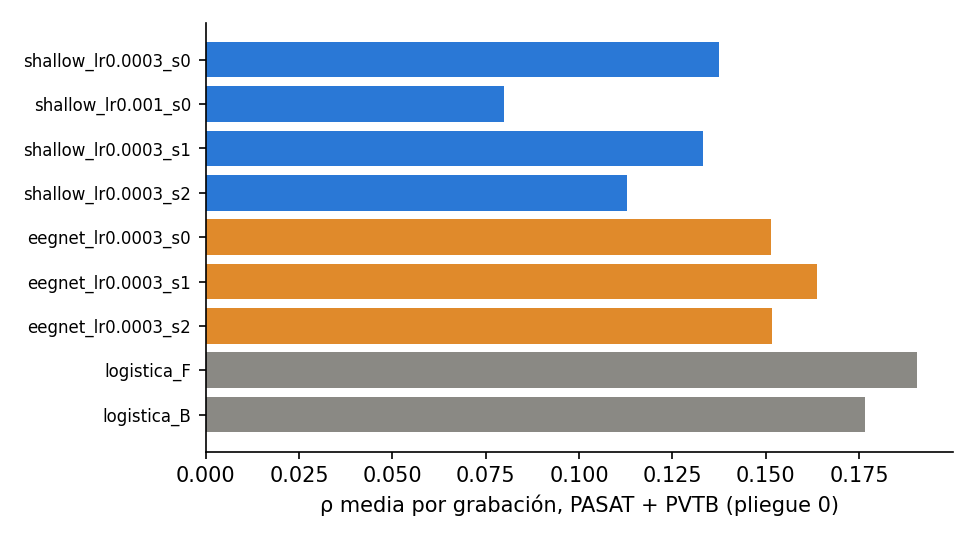 shallow_lr0.0003_s0
shallow_lr0.001_s0
shallow_lr0.0003_s1
shallow_lr0.0003_s2
eegnet_lr0.0003_s0
eegnet_lr0.0003_s1
eegnet_lr0.0003_s2
logistica_F
logistica_B
0.000 0.025 0.050 0.075 0.100 0.125 0.150 0.175
ρ media por grabación, PASAT + PVTB (pliegue 0)